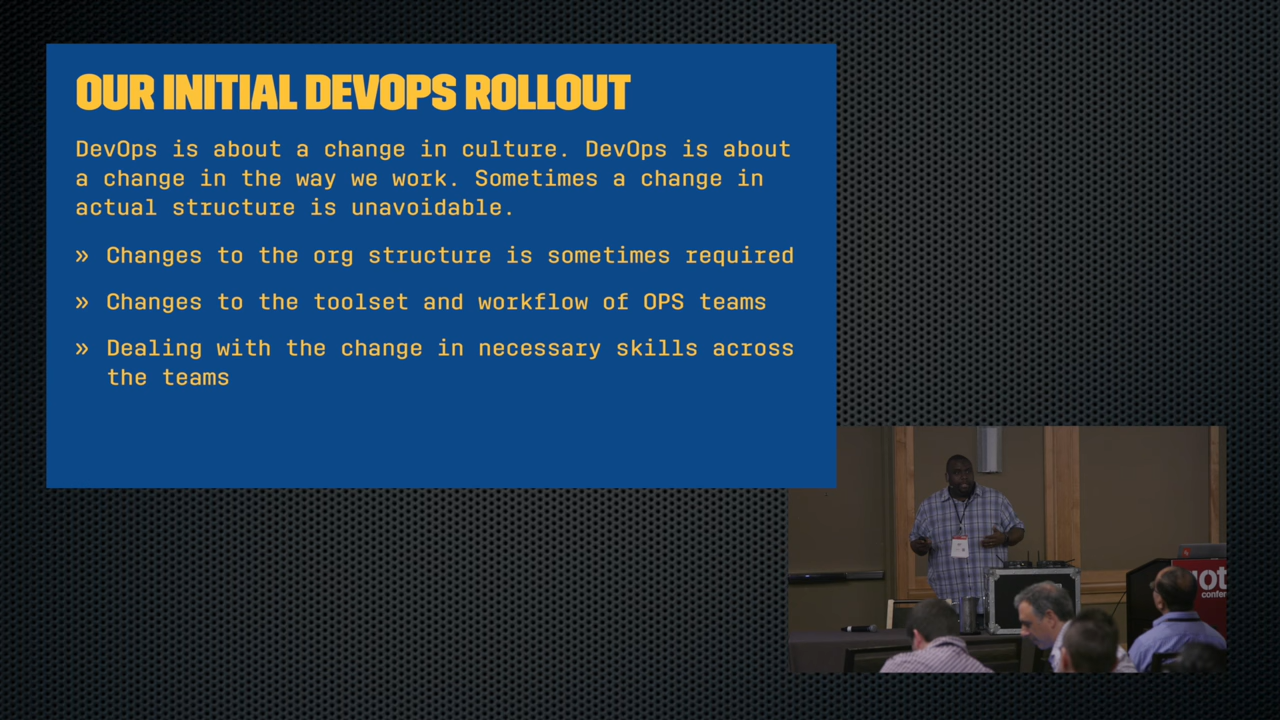 OUR INITIAL DEVOPS ROLLOUT
DevOps is about a change in culture. DevOps is about
a change in the way we work. Sometimes a change in
actual structure is unavoidable.
» Changes to the org structure is sometimes required
» Changes to the toolset and workflow of OPS teams
» Dealing with the change in necessary skills across
the teams